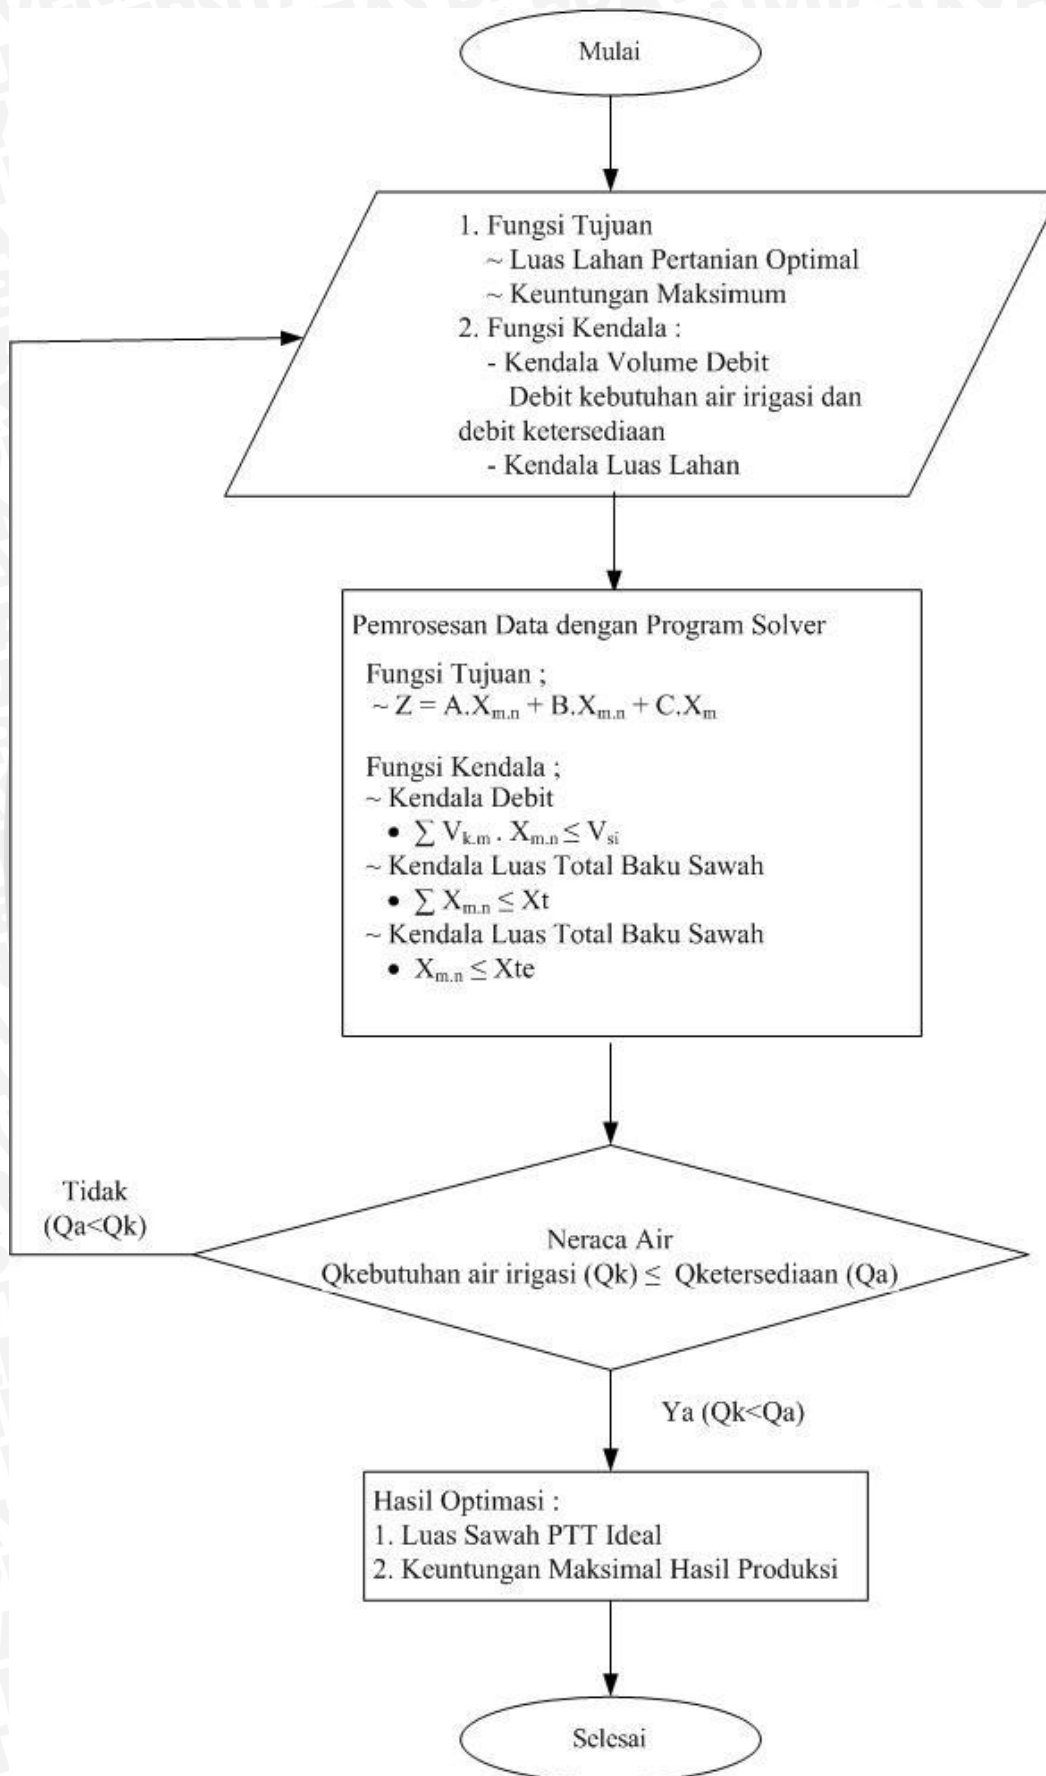 Mulai
1. Fungsi Tujuan
~ Luas Lahan Pertanian Optimal
~ Keuntungan Maksimum
2. Fungsi Kendala :
- Kendala Volume Debit
Debit kebutuhan air irigasi dan
debit ketersediaan
- Kendala Luas Lahan
Pemrosesan Data dengan Program Solver
Fungsi Tujuan ;
~ Z = A.Xm.n + B.Xm.n + C.Xm
Fungsi Kendala ;
~ Kendala Debit
• ∑ Vk.m . Xm.n ≤ Vsi
~ Kendala Luas Total Baku Sawah
• ∑ Xm.n ≤ Xt
~ Kendala Luas Total Baku Sawah
• Xm.n ≤ Xte
Tidak
(Qa<Qk)
Neraca Air
Qkebutuhan air irigasi (Qk) ≤ Qketersediaan (Qa)
Ya (Qk<Qa)
Hasil Optimasi :
1. Luas Sawah PTT Ideal
2. Keuntungan Maksimal Hasil Produksi
Selesai